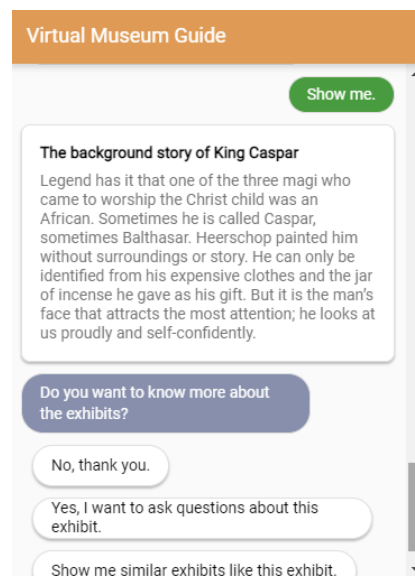 Virtual Museum Guide
Show me.
The background story of King Caspar
Legend has it that one of the three magi who
came to worship the Christ child was an
African. Sometimes he is called Caspar,
sometimes Balthasar. Heerschop painted him
without surroundings or story. He can only be
identified from his expensive clothes and the jar
of incense he gave as his gift. But it is the man's
face that attracts the most attention; he looks at
us proudly and self-confidently.
Do you want to know more about
the exhibits?
No, thank you.
Yes, I want to ask questions about this
exhibit.
Show me similar exhibits like this exhibit.